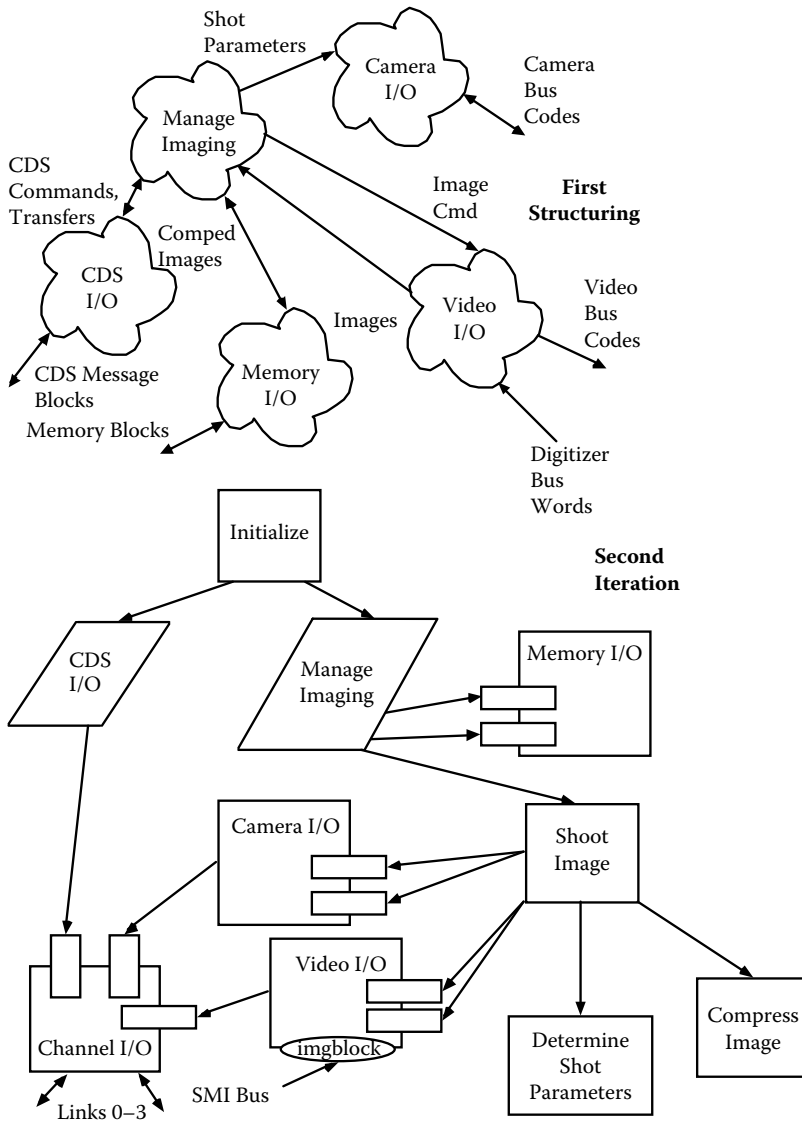 Shot
Parameters
Camera
I/O
Camera
Bus
Codes
Manage
Imaging
CDS
Commands,
Transfers
Image
Cmd
First
Structuring
Comped
Images
CDS
I/O
Video
I/O
Video
Bus
Codes
Images
CDS Message
Blocks
Memory
I/O
Memory Blocks
Digitizer
Bus
Words
Initialize
Second
Iteration
CDS
I/O
Manage
Imaging
Memory I/O
Camera I/O
Shoot
Image
Video I/O
Channel I/O
imgblock
Compress
Image
Determine
Shot
Parameters
SMI Bus
Links 0–3